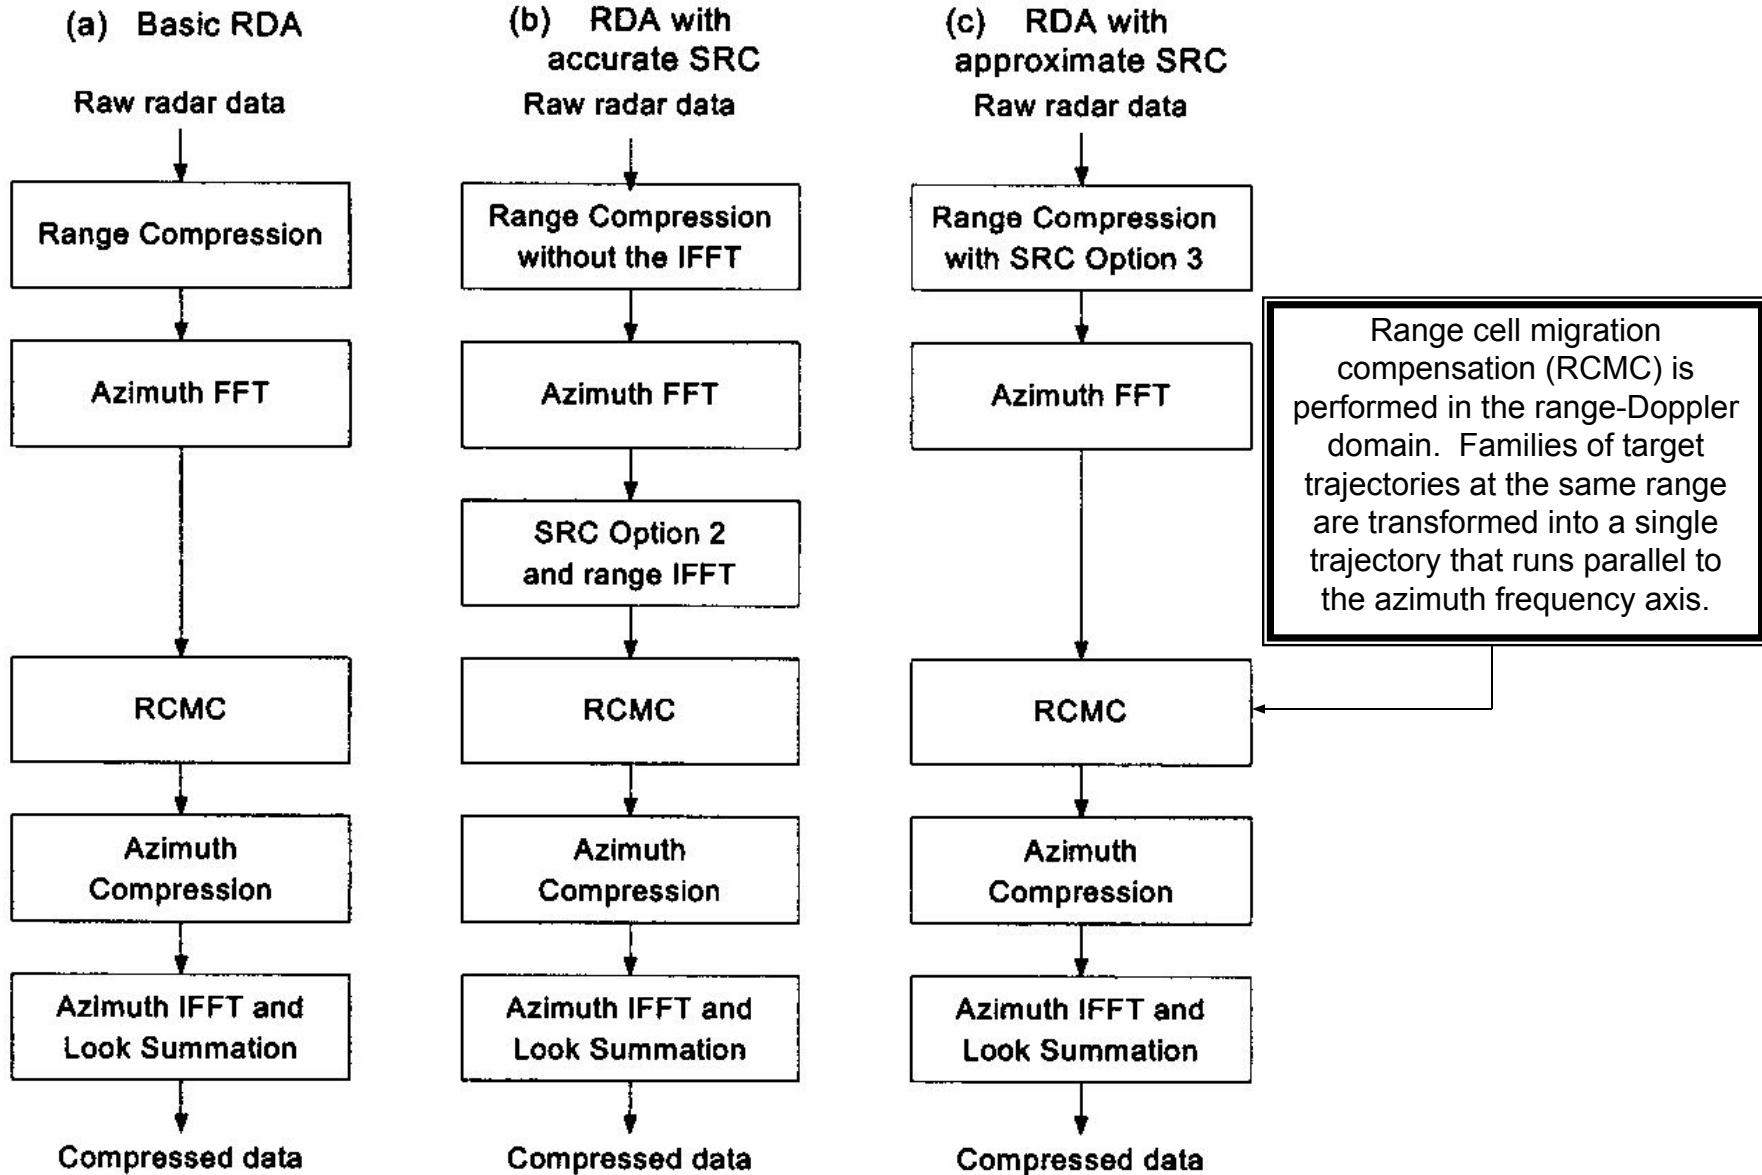 (a) Basic RDA
Raw radar data
Range Compression
Azimuth FFT
RCMC
Azimuth
Compression
Azimuth IFFT and
Look Summation
Compressed data
(b) RDA with
accurate SRC
Raw radar data
Range Compression
without the IFFT
Azimuth FFT
SRC Option 2
and range IFFT
RCMC
Azimuth
Compression
Azimuth IFFT and
Look Summation
Compressed data
(c) RDA with
approximate SRC
Raw radar data
Range Compression
with SRC Option 3
Azimuth FFT
RCMC
Azimuth
Compression
Azimuth IFFT and
Look Summation
Compressed data
Range cell migration
compensation (RCMC) is
performed in the range-Doppler
domain. Families of target
trajectories at the same range
are transformed into a single
trajectory that runs parallel to
the azimuth frequency axis.